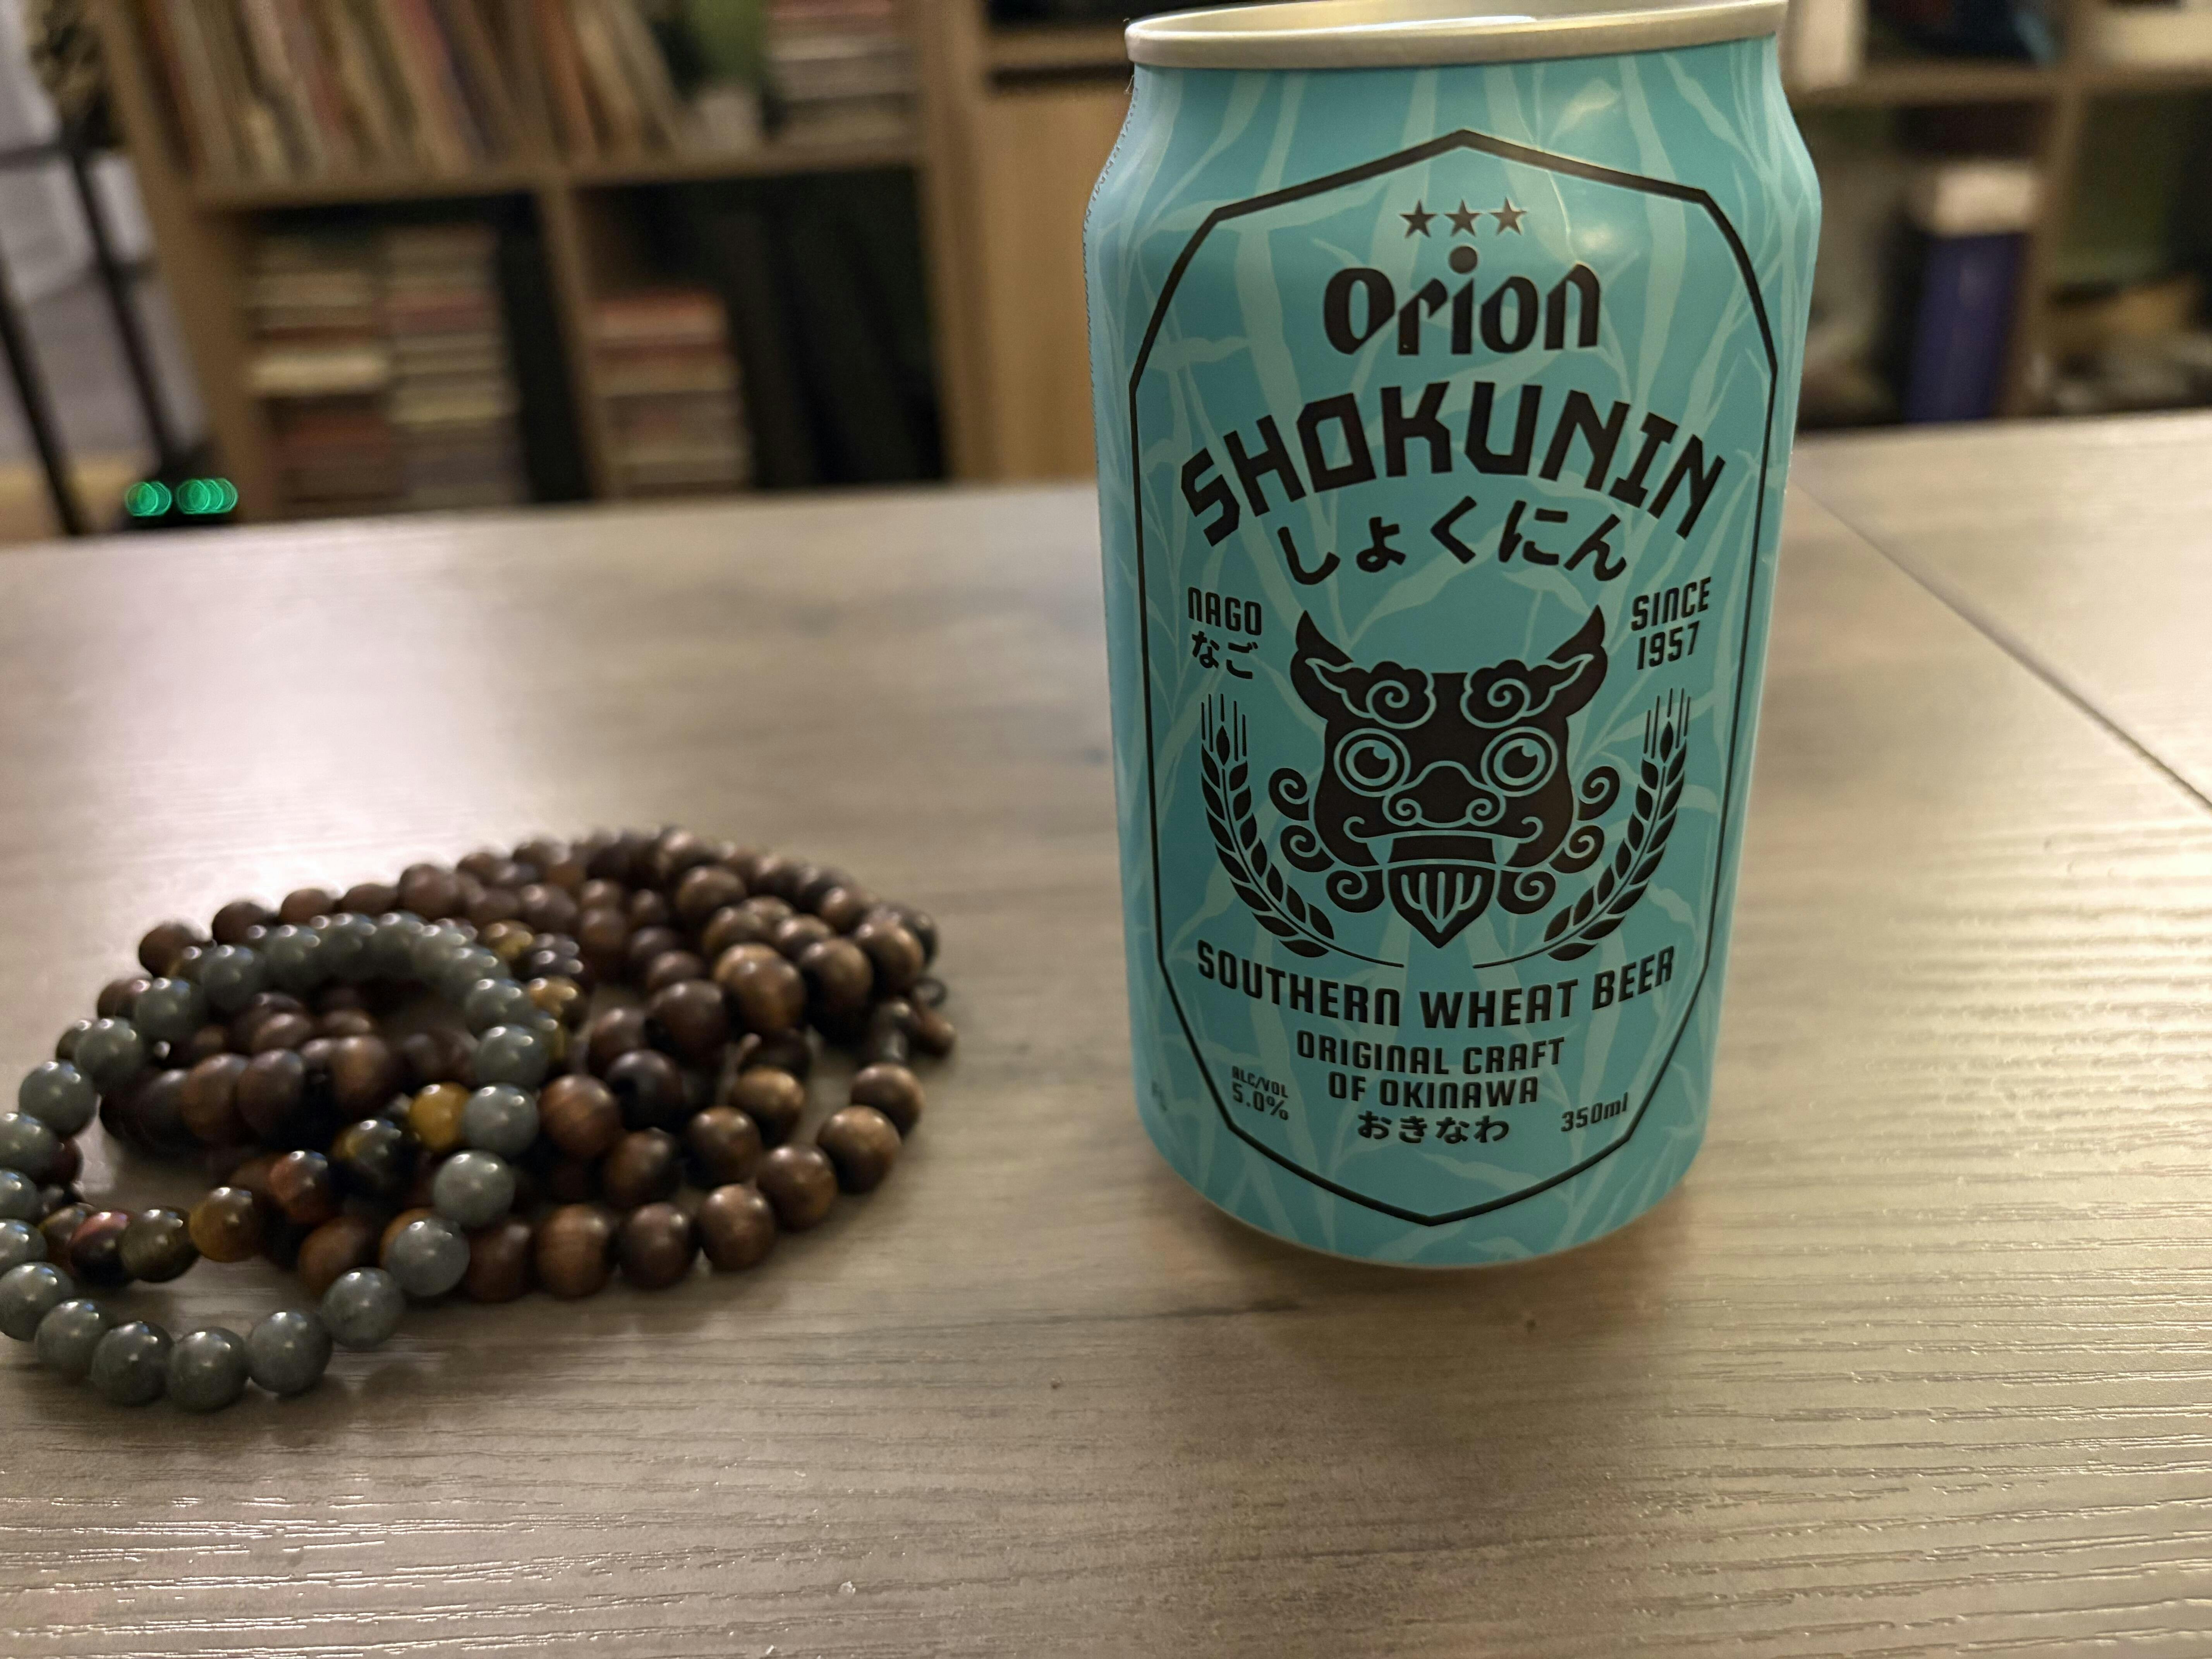 Orion
SHOKUNIN
しょくにん
NAGO
なご
SINCE
1957
SOUTHERN WHEAT BEER
ORIGINAL CRAFT
OF OKINAWA
おきなわ
ALC/VOL
5.0%
350ml